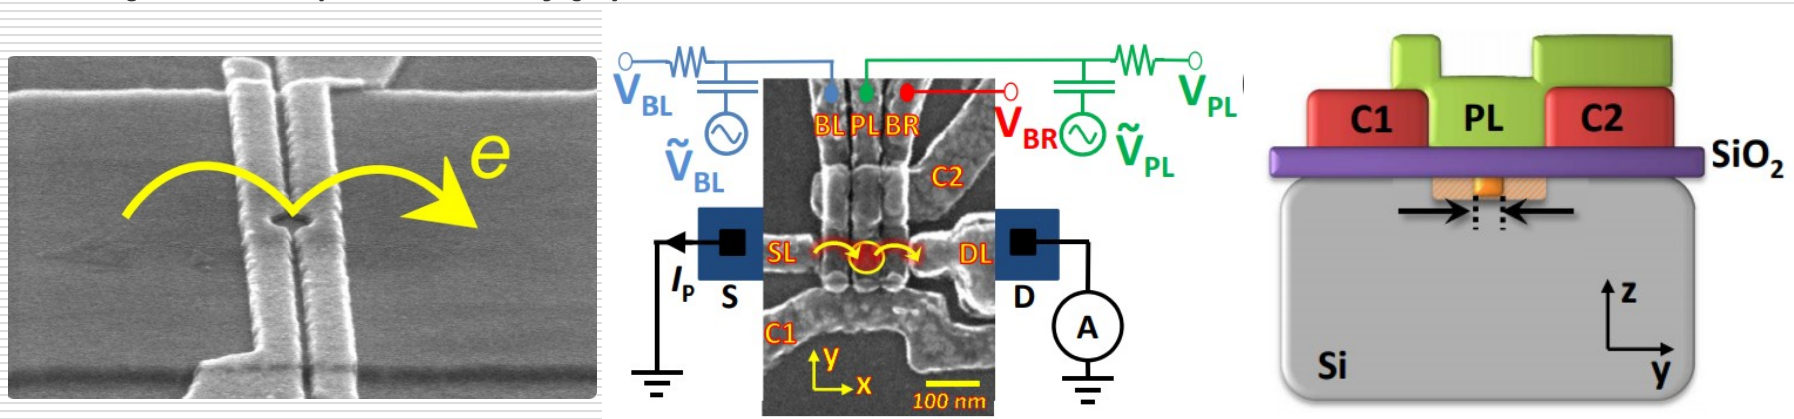 e
V_BL
Ṽ_BL
BL PL BR
V_BR
V_PL
Ṽ_PL
C2
SL
DL
I_P
S
D
A
C1
y
x
100 nm
C1
PL
C2
SiO₂
z
y
Si